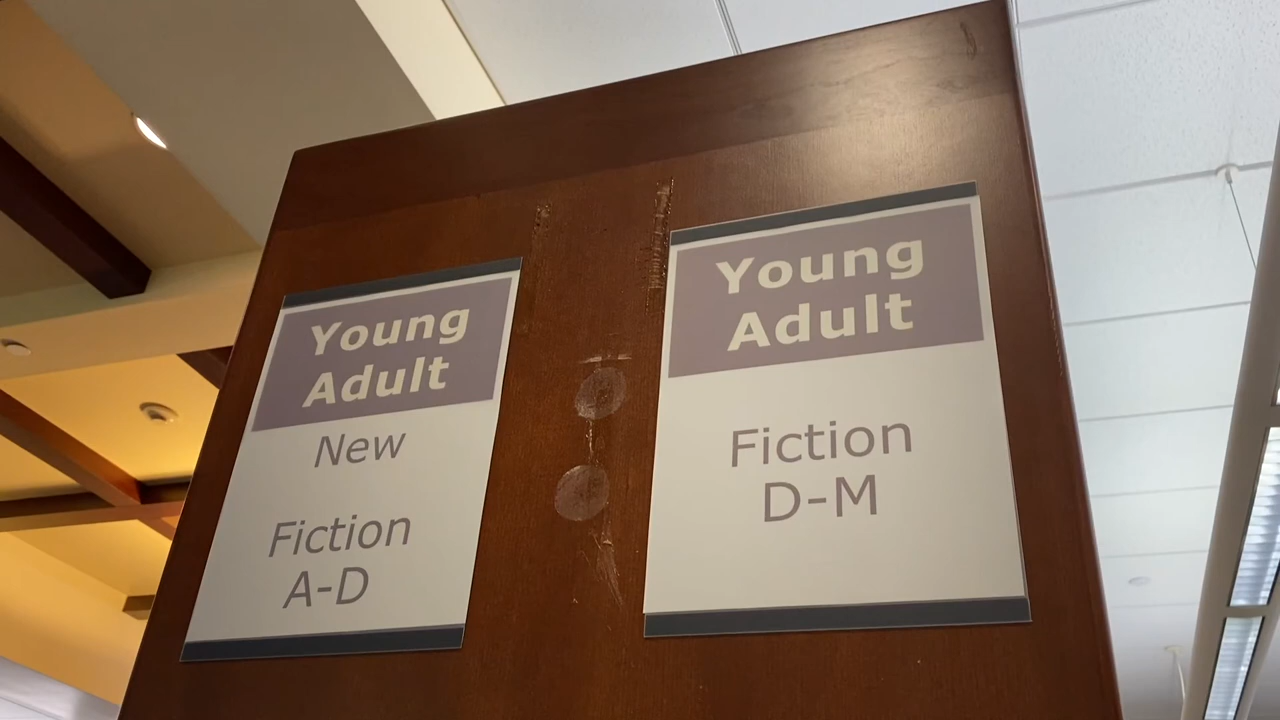 Young
Adult
New
Fiction
A-D
Young
Adult
Fiction
D-M